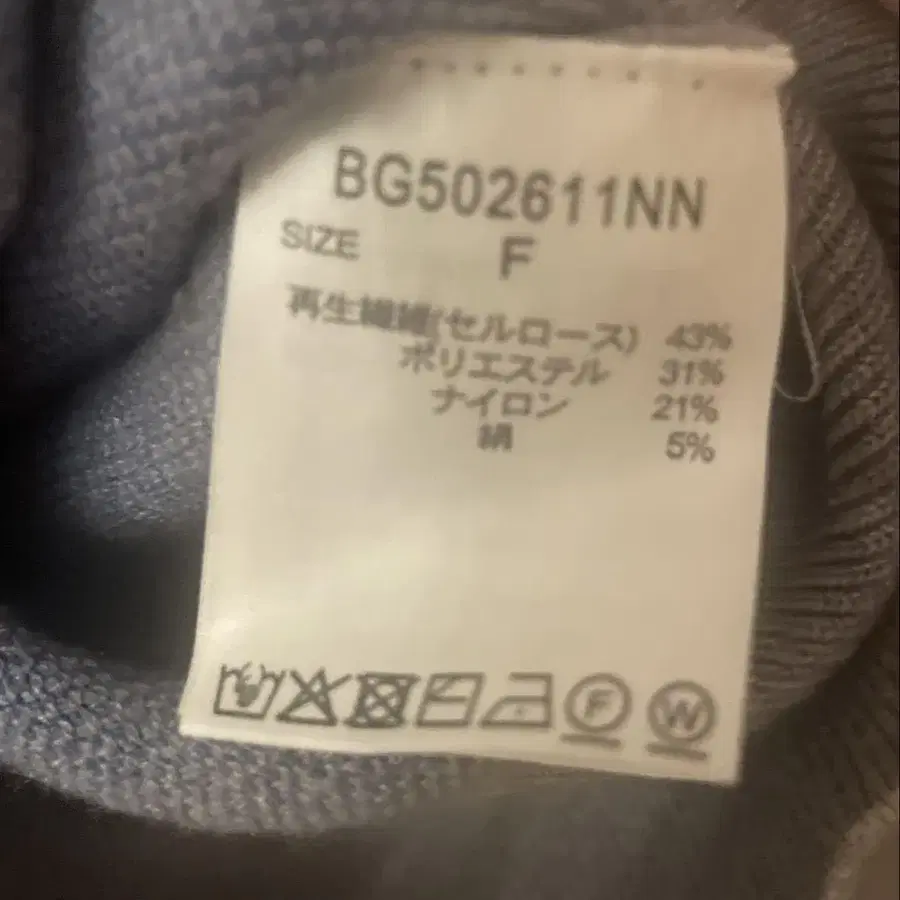 BG502611NN
SIZE F
再生繊維(セルロース) 43%
ポリエステル 31%
ナイロン 21%
絹 5%
F W